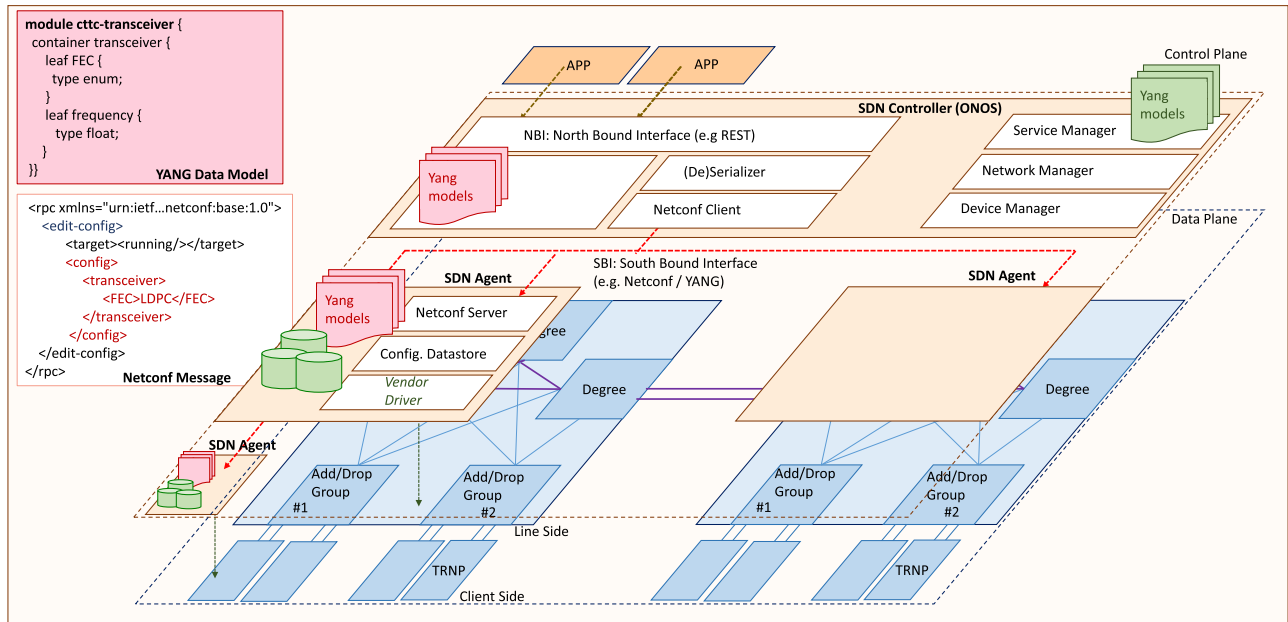 module cttc-transceiver {
container transceiver {
leaf FEC {
type enum;
}
leaf frequency {
type float;
}
}}
YANG Data Model
<rpc xmlns="urn:ietf...netconf:base:1.0">
<edit-config>
<target><running/></target>
<config>
<transceiver>
<FEC>LDPC</FEC>
</transceiver>
</config>
</edit-config>
</rpc>
Netconf Message
APP
APP
Control Plane
SDN Controller (ONOS)
Yang
models
NBI: North Bound Interface (e.g REST)
Service Manager
Yang
models
(De)Serializer
Network Manager
Netconf Client
Device Manager
Data Plane
SBI: South Bound Interface
(e.g. Netconf / YANG)
SDN Agent
SDN Agent
Yang
models
Netconf Server
gree
Config. Datastore
Vendor
Driver
Degree
Degree
SDN Agent
Add/Drop
Group
#1
Add/Drop
Group
#2
Add/Drop
Group
#1
Add/Drop
Group
#2
Line Side
TRNP
TRNP
Client Side